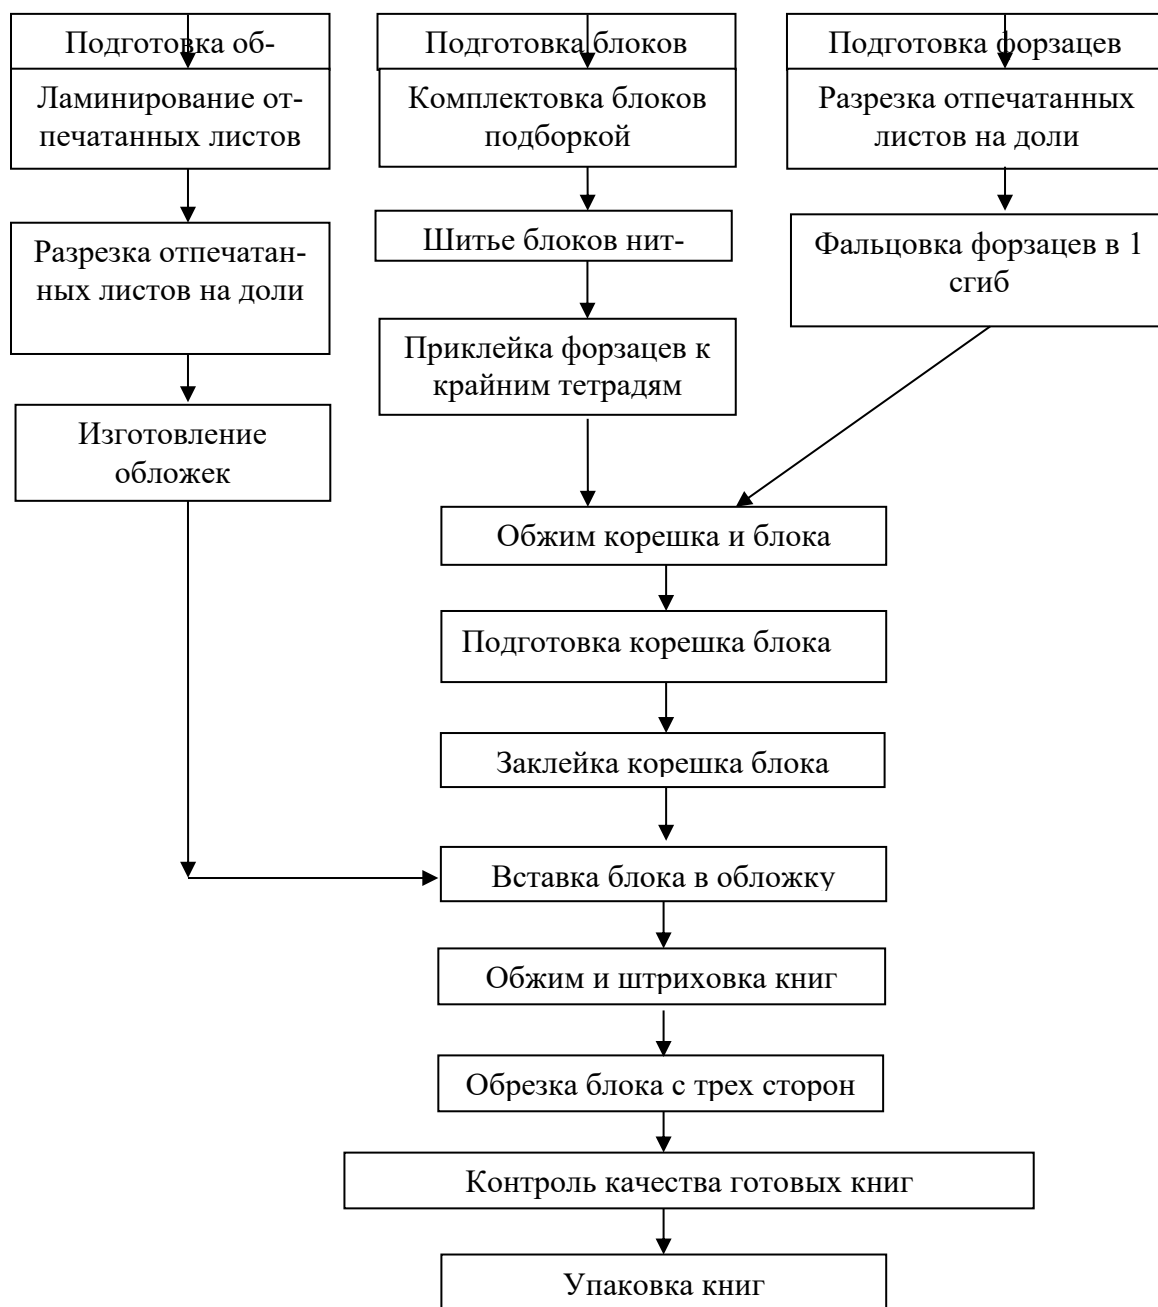 Подготовка об-
Подготовка блоков
Подготовка форзацев
Ламинирование от-
печатанных листов
Комплектовка блоков
подборкой
Разрезка отпечатанных
листов на доли
Разрезка отпечатан-
ных листов на доли
Шитье блоков нит-
Фальцовка форзацев в 1
сгиб
Приклейка форзацев к
крайним тетрадям
Изготовление
обложек
Обжим корешка и блока
Подготовка корешка блока
Заклейка корешка блока
Вставка блока в обложку
Обжим и штриховка книг
Обрезка блока с трех сторон
Контроль качества готовых книг
Упаковка книг